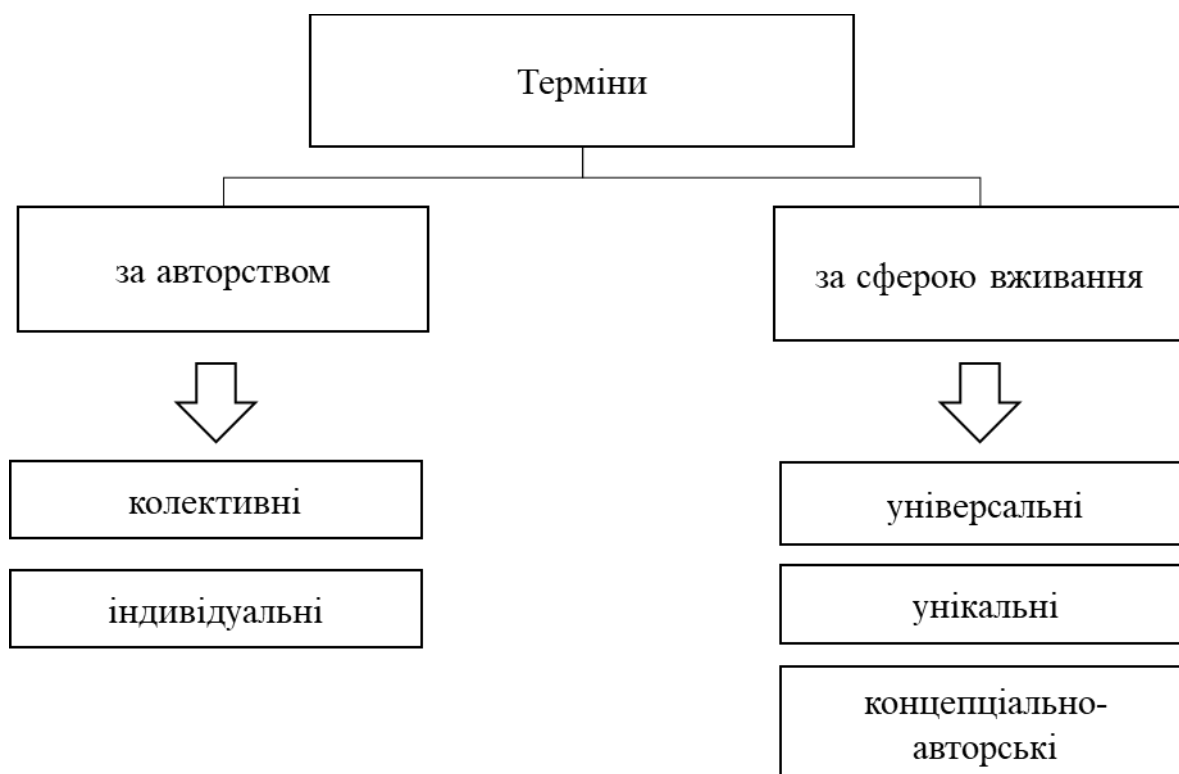 Терміни
за авторством
за сферою вживання
колективні
індивідуальні
універсальні
унікальні
концепціально-
авторські